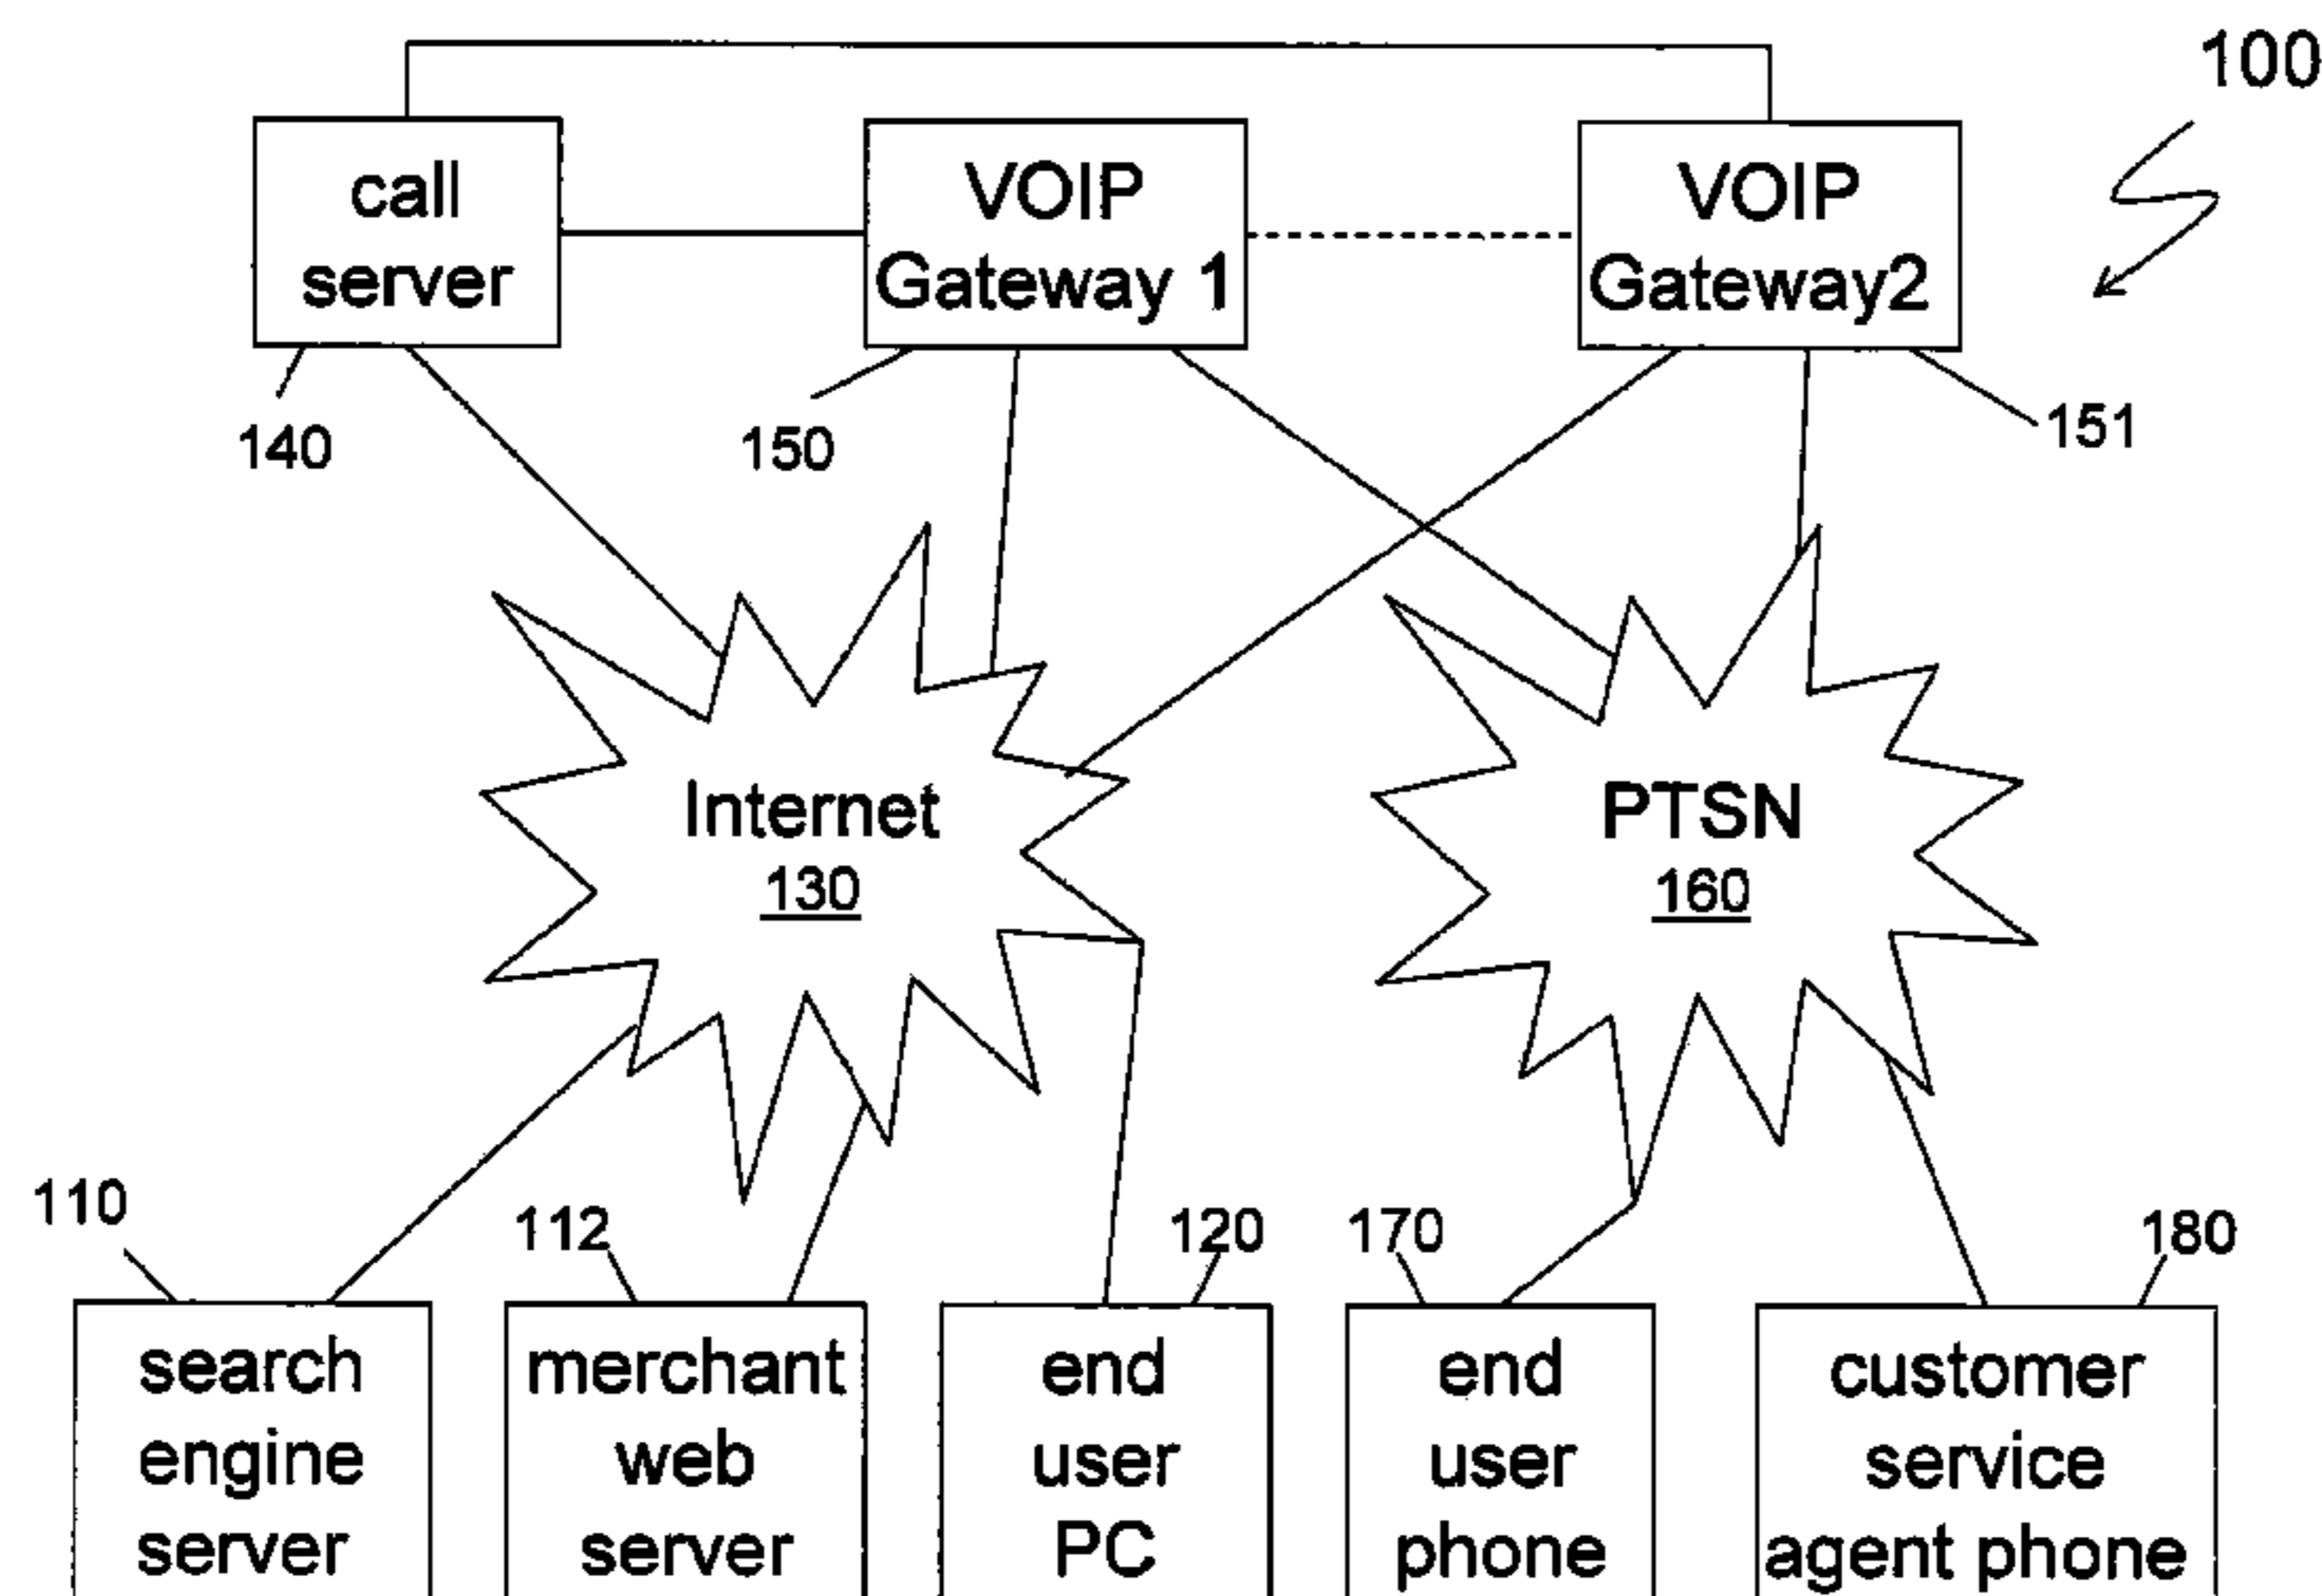 100
call
server
VOIP
Gateway 1
VOIP
Gateway2
140
150
151
Internet
130
PTSN
160
110
112
120
170
180
search
engine
server
merchant
web
server
end
user
PC
end
user
phone
customer
service
agent phone